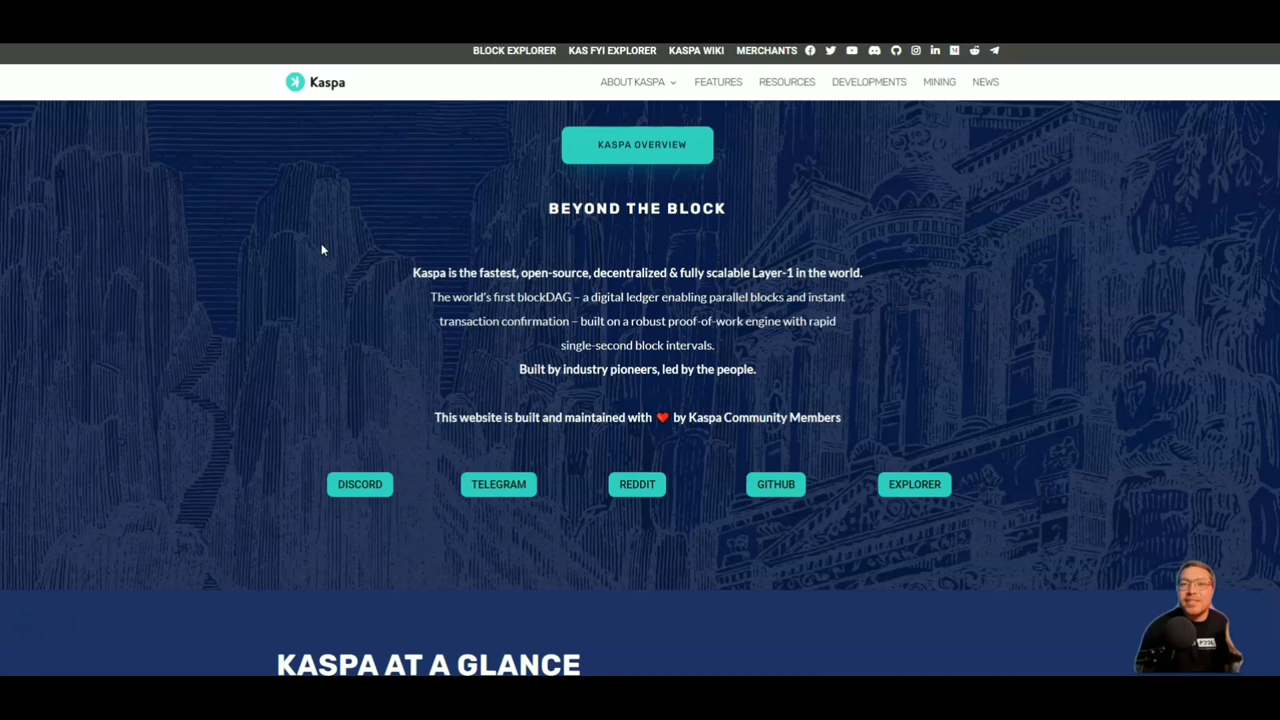 BLOCK EXPLORER KAS FYI EXPLORER KASPA WIKI MERCHANTS
Kaspa ABOUT KASPA FEATURES RESOURCES DEVELOPMENTS MINING NEWS
KASPA OVERVIEW
BEYOND THE BLOCK
Kaspa is the fastest, open-source, decentralized & fully scalable Layer-1 in the world.
The world's first blockDAG – a digital ledger enabling parallel blocks and instant
transaction confirmation – built on a robust proof-of-work engine with rapid
single-second block intervals.
Built by industry pioneers, led by the people.
This website is built and maintained with ❤️ by Kaspa Community Members
DISCORD TELEGRAM REDDIT GITHUB EXPLORER
KASPA AT A GLANCE